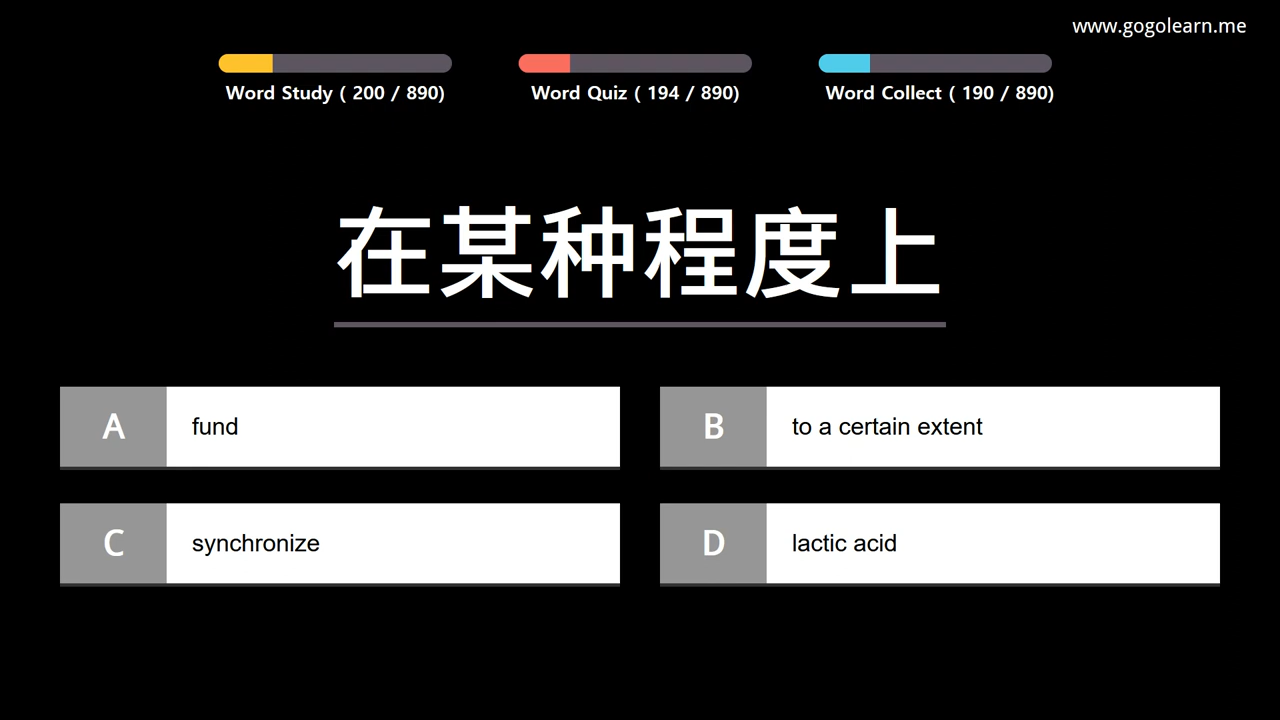 www.gogolearn.me
Word Study ( 200 / 890)
Word Quiz ( 194 / 890)
Word Collect ( 190 / 890)
在某种程度上
A fund
B to a certain extent
C synchronize
D lactic acid